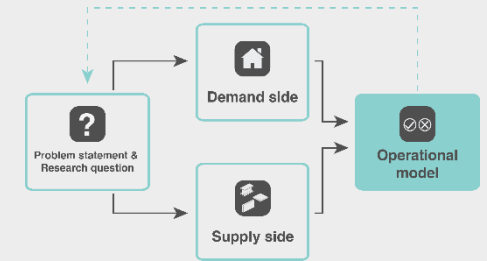 Demand side
?
Problem statement &
Research question
Operational
model
Supply side